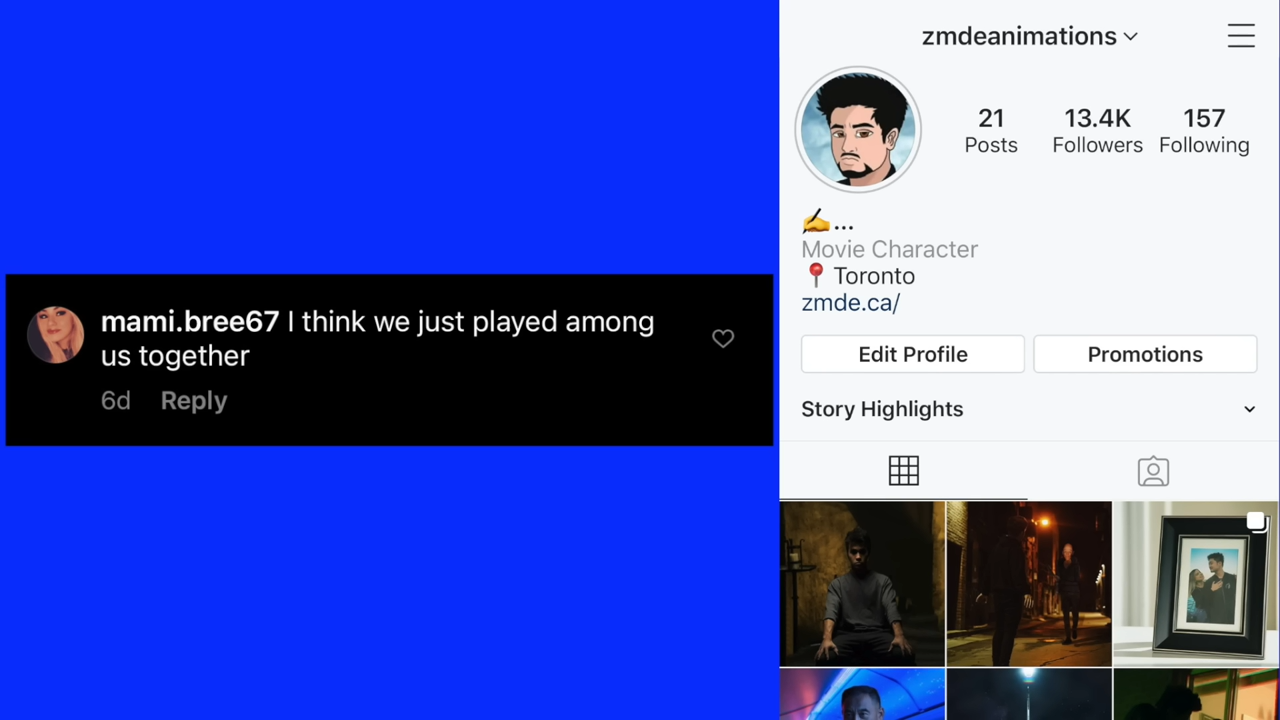 mami.bree67 I think we just played among
us together
6d Reply
zmdeanimations
21 13.4K 157
Posts Followers Following
✍️...
Movie Character
📍 Toronto
zmde.ca/
Edit Profile Promotions
Story Highlights